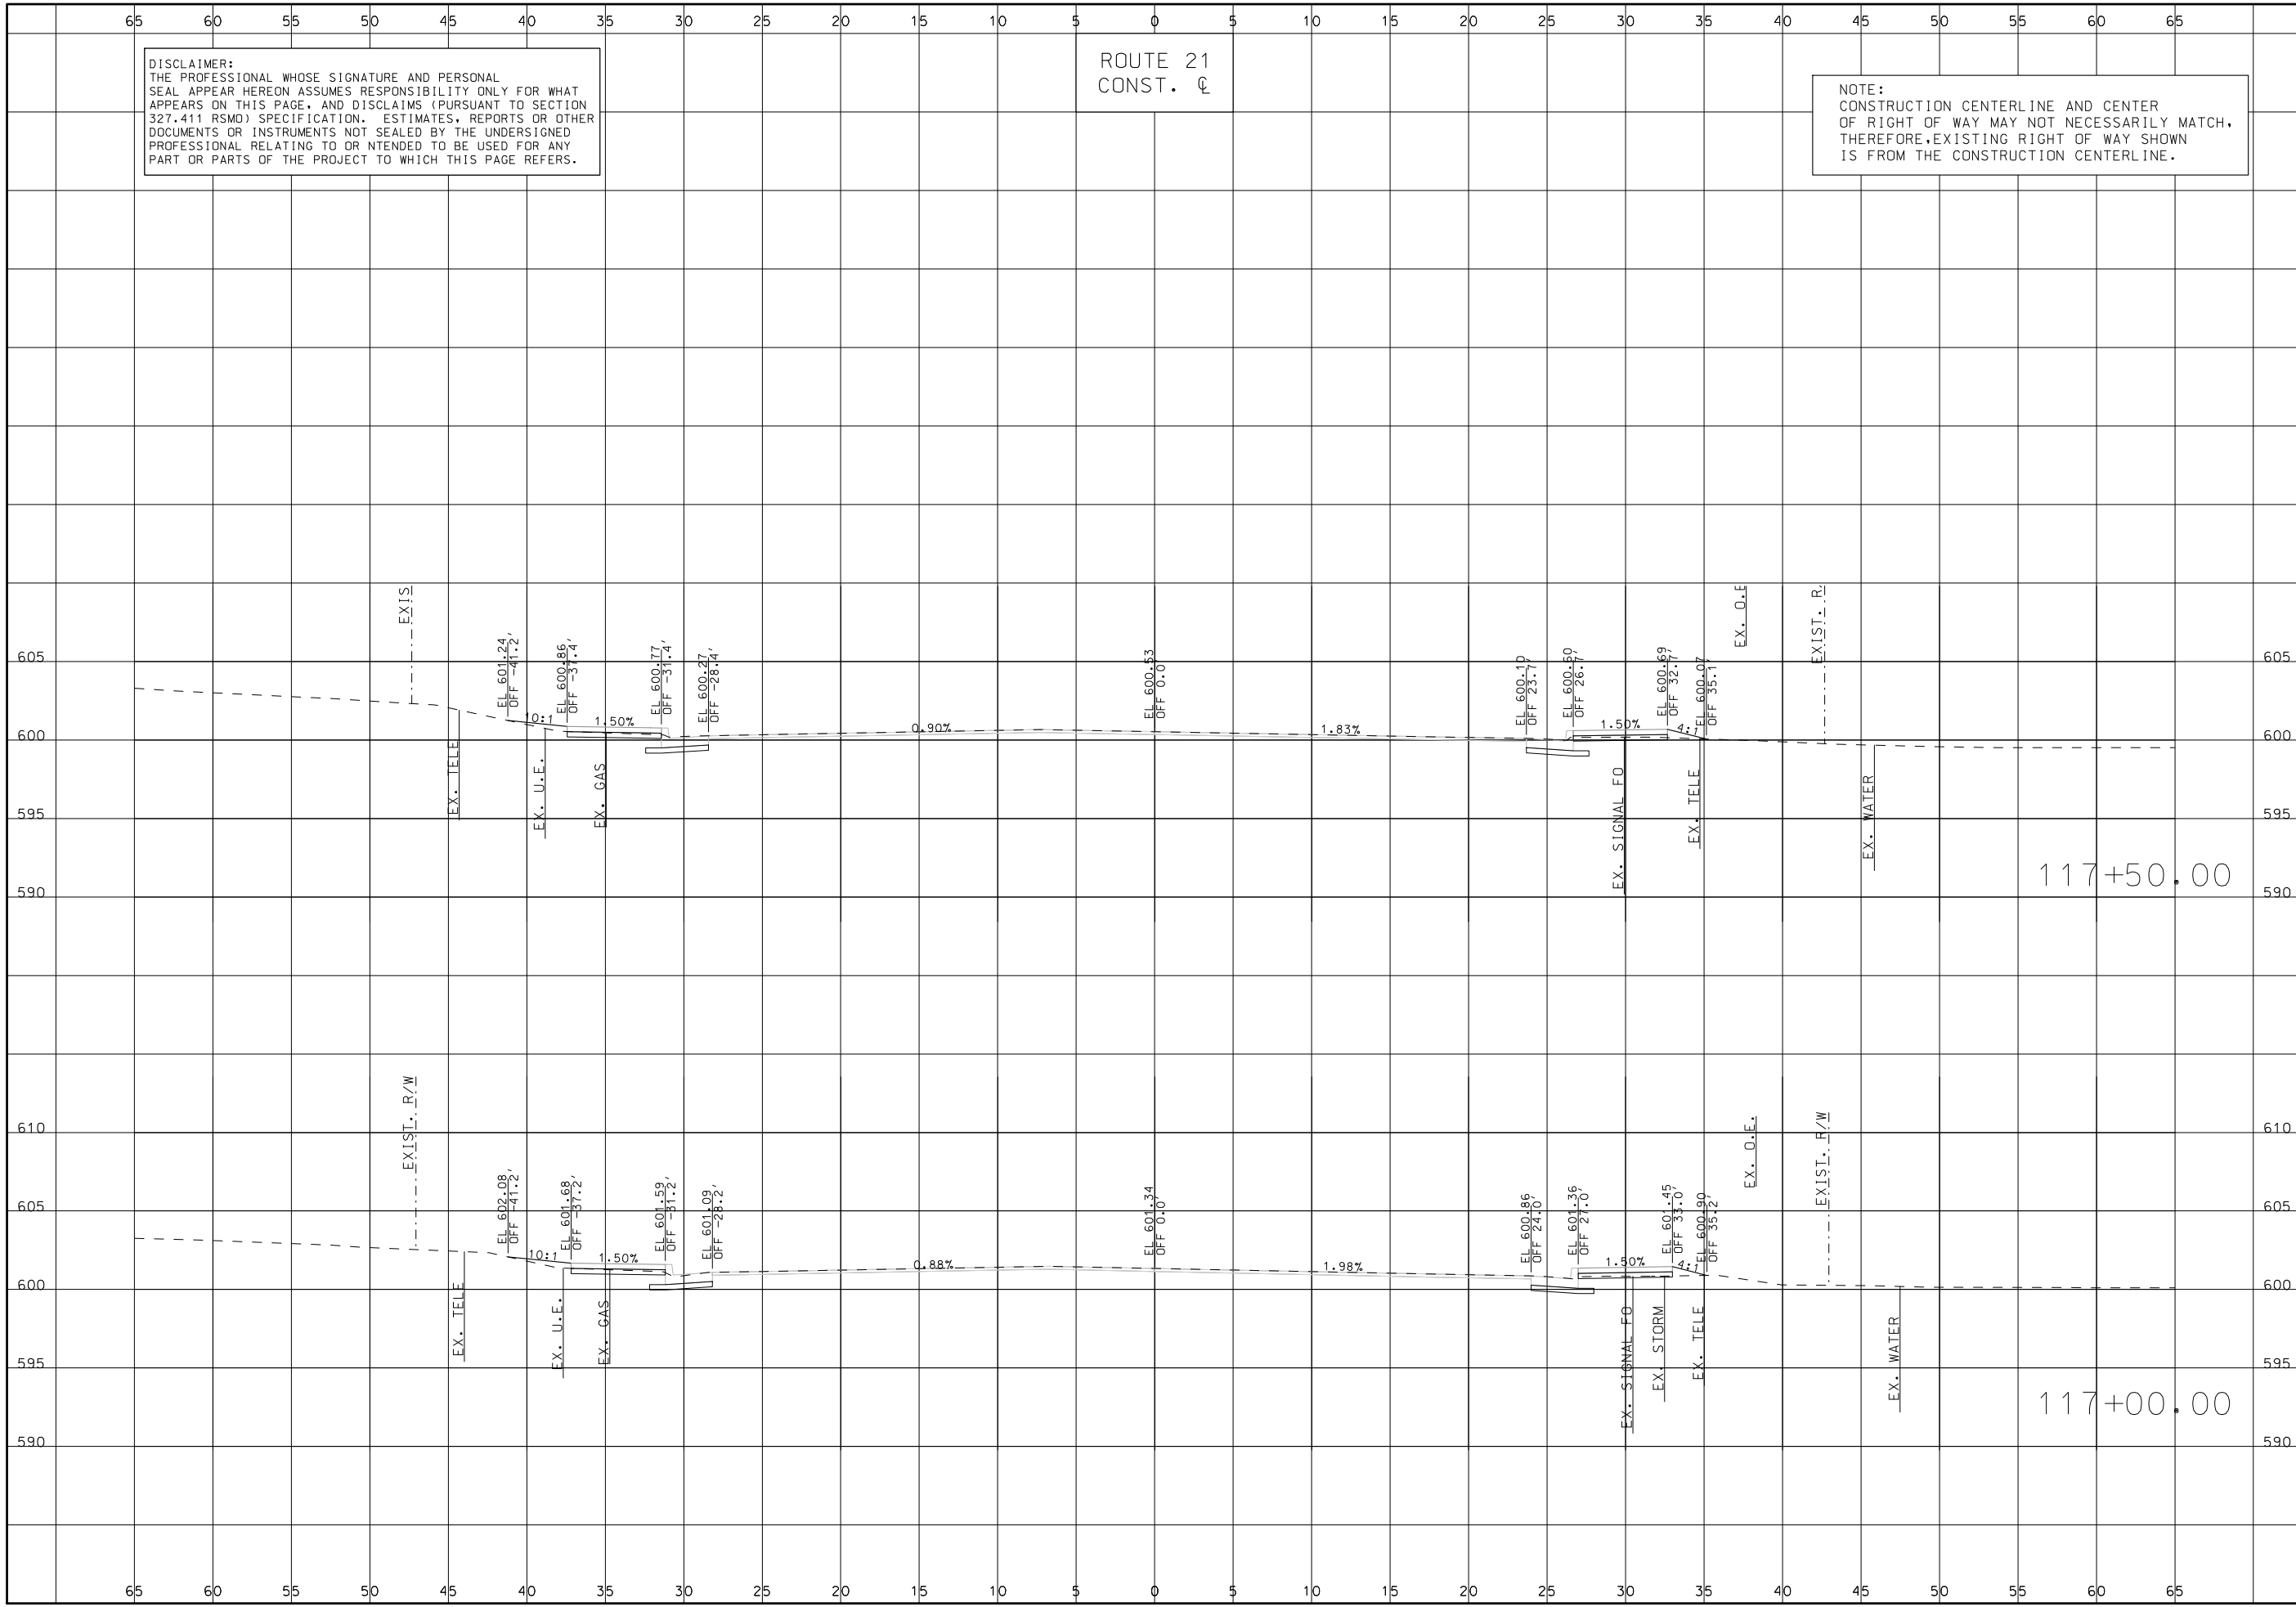 65 60 55 50 45 40 35 30 25 20 15 10 5 0 5 10 15 20 25 30 35 40 45 50 55 60 65
DISCLAIMER:
THE PROFESSIONAL WHOSE SIGNATURE AND PERSONAL
SEAL APPEAR HEREON ASSUMES RESPONSIBILITY ONLY FOR WHAT
APPEARS ON THIS PAGE, AND DISCLAIMS (PURSUANT TO SECTION
327.411 RSMO) SPECIFICATION. ESTIMATES, REPORTS OR OTHER
DOCUMENTS OR INSTRUMENTS NOT SEALED BY THE UNDERSIGNED
PROFESSIONAL RELATING TO OR NTENDED TO BE USED FOR ANY
PART OR PARTS OF THE PROJECT TO WHICH THIS PAGE REFERS.
ROUTE 21
CONST. ℄
NOTE:
CONSTRUCTION CENTERLINE AND CENTER
OF RIGHT OF WAY MAY NOT NECESSARILY MATCH,
THEREFORE,EXISTING RIGHT OF WAY SHOWN
IS FROM THE CONSTRUCTION CENTERLINE.
EXIS
EL 601.24
OFF -41.2'
EL 600.86
OFF -37.4'
EL 600.77
OFF -31.4'
EL 600.27
OFF -28.4'
EL 600.53
OFF 0.0'
EL 600.10
OFF 23.7'
EL 600.60
OFF 26.7'
EL 600.69
OFF 32.7'
EL 600.07
OFF 35.1'
EX. O.E
EXIST. R
605 605
10:1 1.50% 0.90% 1.83% 1.50% 4:1
600 600
EX. TELE
EX. U.E.
EX. GAS
EX. SIGNAL FO
EX. TELE
EX. WATER
595 595
117+50.00
590 590
EXIST. R/W
EL 602.08
OFF -41.2'
EL 601.68
OFF -37.2'
EL 601.59
OFF -31.2'
EL 601.09
OFF -28.2'
EL 601.34
OFF 0.0'
EL 600.86
OFF 24.0'
EL 601.36
OFF 27.0'
EL 601.45
OFF 33.0'
EL 600.90
OFF 35.2'
EX. O.E.
EXIST. R/W
610 610
605 605
10:1 1.50% 0.88% 1.98% 1.50% 4:1
600 600
EX. TELE
EX. U.E.
EX. GAS
EX. SIGNAL FO
EX. STORM
EX. TELE
EX. WATER
595 595
117+00.00
590 590
65 60 55 50 45 40 35 30 25 20 15 10 5 0 5 10 15 20 25 30 35 40 45 50 55 60 65